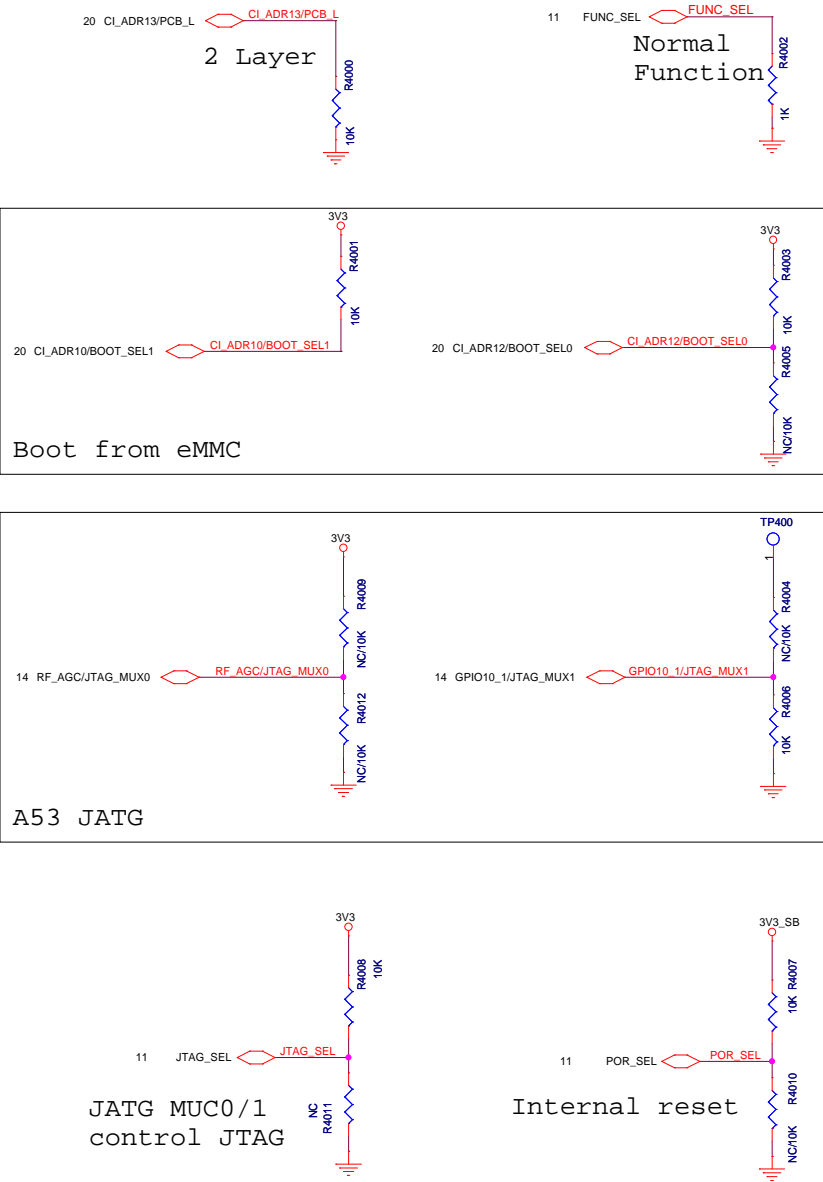 20 CI_ADR13/PCB_L CI_ADR13/PCB_L
2 Layer
R4000
10K
11 FUNC_SEL FUNC_SEL
Normal
Function
R4002
1K
3V3
R4001
10K
20 CI_ADR10/BOOT_SEL1 CI_ADR10/BOOT_SEL1
3V3
R4003
10K
20 CI_ADR12/BOOT_SEL0 CI_ADR12/BOOT_SEL0
R4005
NC/10K
Boot from eMMC
3V3
R4009
NC/10K
14 RF_AGC/JTAG_MUX0 RF_AGC/JTAG_MUX0
R4012
NC/10K
TP400
1
R4004
NC/10K
14 GPIO10_1/JTAG_MUX1 GPIO10_1/JTAG_MUX1
R4006
10K
A53 JATG
3V3
R4008
10K
11 JTAG_SEL JTAG_SEL
NC
R4011
JATG MUC0/1
control JTAG
3V3_SB
R4007
10K
11 POR_SEL POR_SEL
R4010
NC/10K
Internal reset